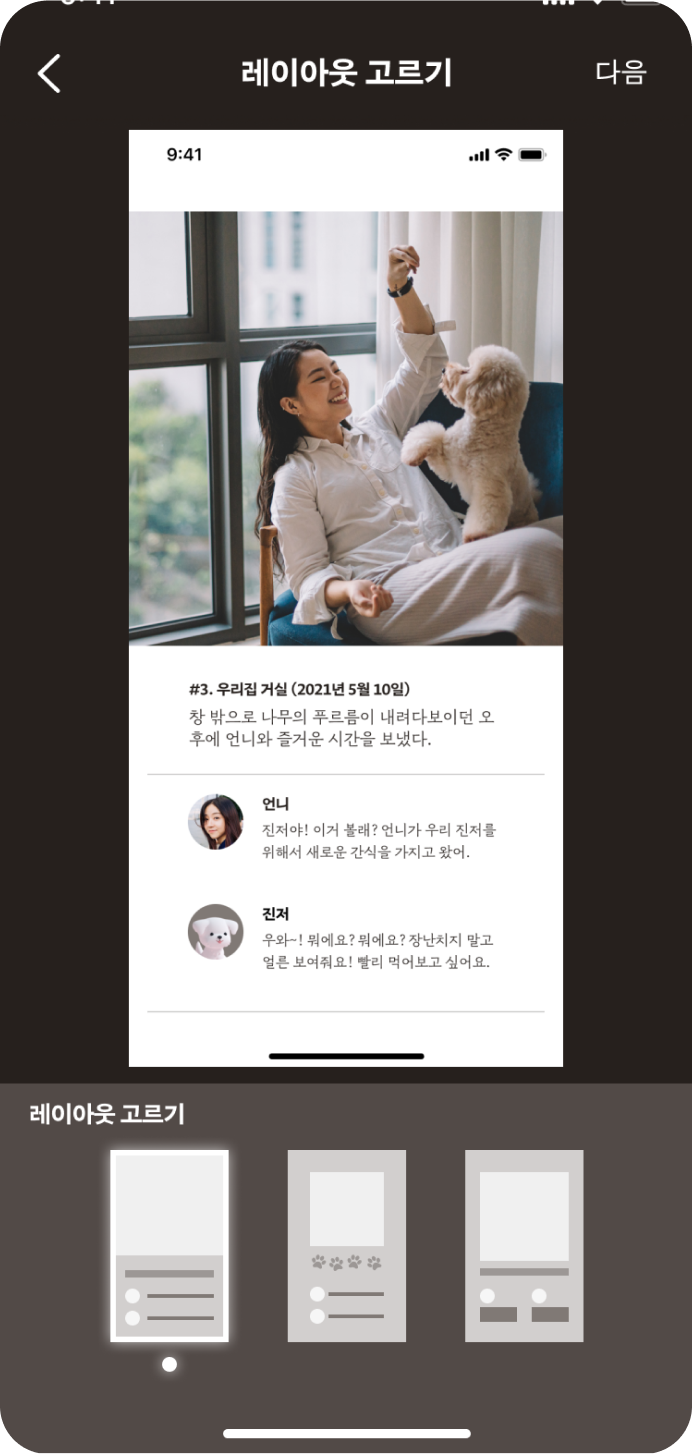 레이아웃 고르기
다음
9:41
#3. 우리집 거실 (2021년 5월 10일)
창 밖으로 나무의 푸르름이 내려다보이던 오
후에 언니와 즐거운 시간을 보냈다.
언니
진저야! 이거 볼래? 언니가 우리 진저를
위해서 새로운 간식을 가지고 왔어.
진저
우와~! 뭐에요? 뭐에요? 장난치지 말고
얼른 보여줘요! 빨리 먹어보고 싶어요.
레이아웃 고르기